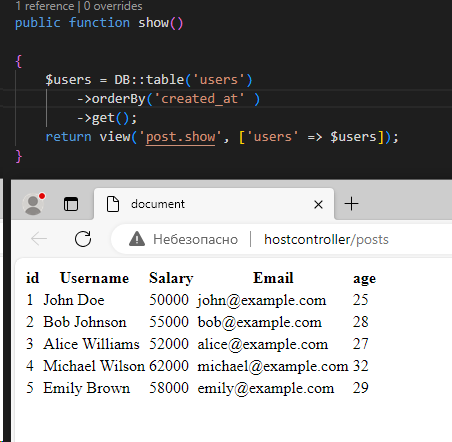 1 reference | 0 overrides
public function show()
{
$users = DB::table('users')
->orderBy('created_at' )
->get();
return view('post.show', ['users' => $users]);
}
document
Небезопасно | hostcontroller/posts
id Username Salary Email age
1 John Doe 50000 john@example.com 25
2 Bob Johnson 55000 bob@example.com 28
3 Alice Williams 52000 alice@example.com 27
4 Michael Wilson 62000 michael@example.com 32
5 Emily Brown 58000 emily@example.com 29